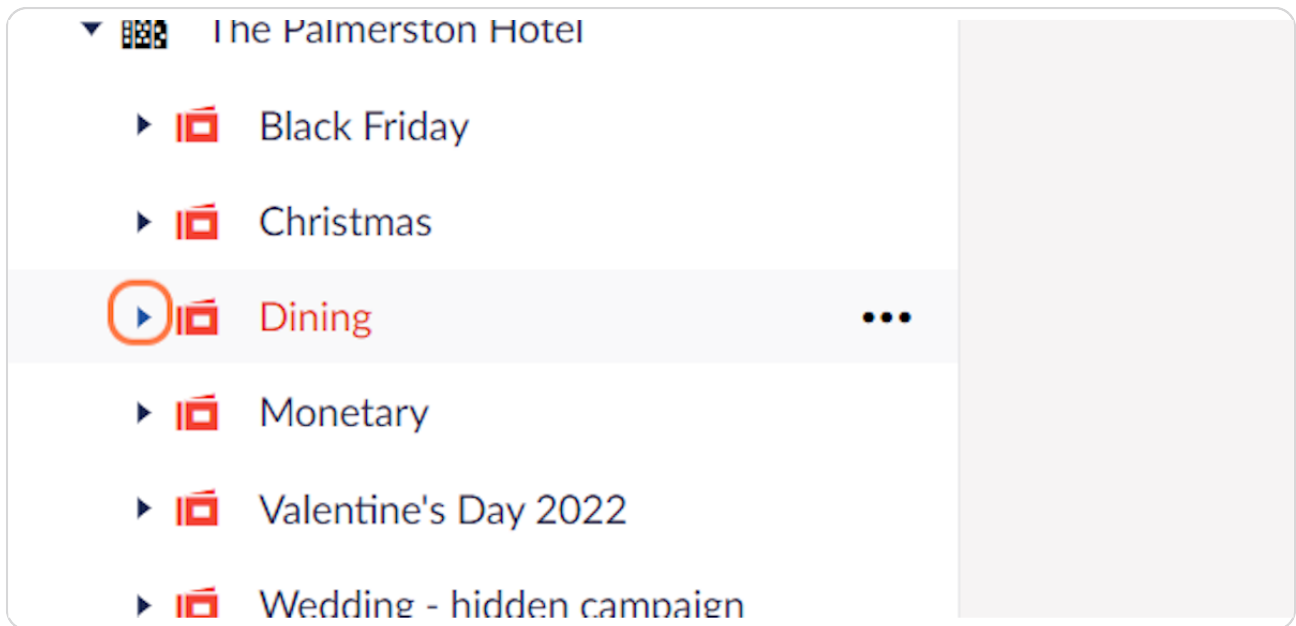 The Palmerston Hotel
Black Friday
Christmas
Dining
Monetary
Valentine's Day 2022
Wedding - hidden campaign